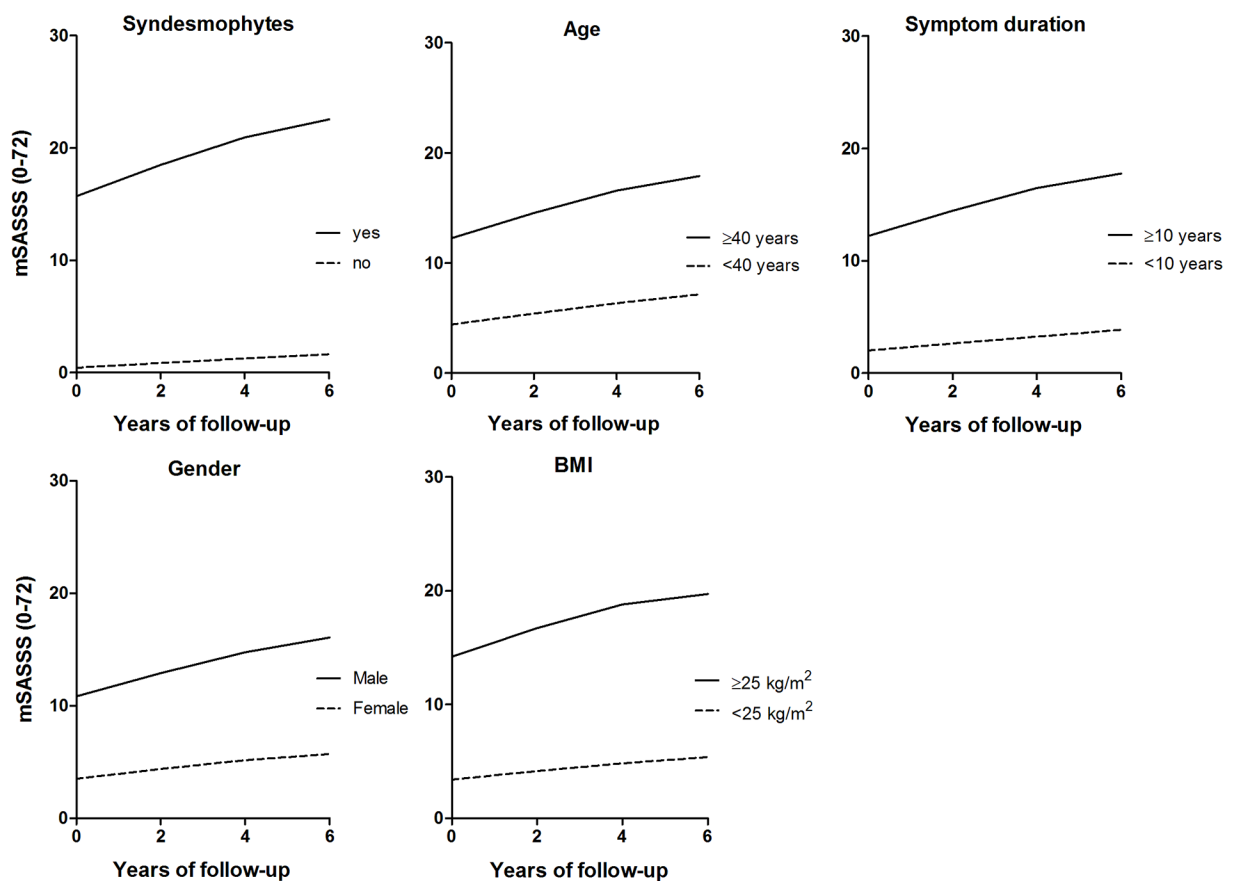 Syndesmophytes
30
20
10
0
mSASSS (0-72)
yes
no
0 2 4 6
Years of follow-up
Age
30
20
10
0
≥40 years
<40 years
0 2 4 6
Years of follow-up
Symptom duration
30
20
10
0
≥10 years
<10 years
0 2 4 6
Years of follow-up
Gender
30
20
10
0
mSASSS (0-72)
Male
Female
0 2 4 6
Years of follow-up
BMI
30
20
10
0
≥25 kg/m²
<25 kg/m²
0 2 4 6
Years of follow-up